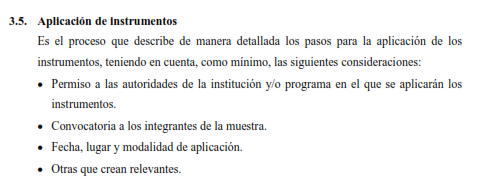 3.5. Aplicación de instrumentos
Es el proceso que describe de manera detallada los pasos para la aplicación de los
instrumentos, teniendo en cuenta, como mínimo, las siguientes consideraciones:
• Permiso a las autoridades de la institución y/o programa en el que se aplicarán los
instrumentos.
• Convocatoria a los integrantes de la muestra.
• Fecha, lugar y modalidad de aplicación.
• Otras que crean relevantes.